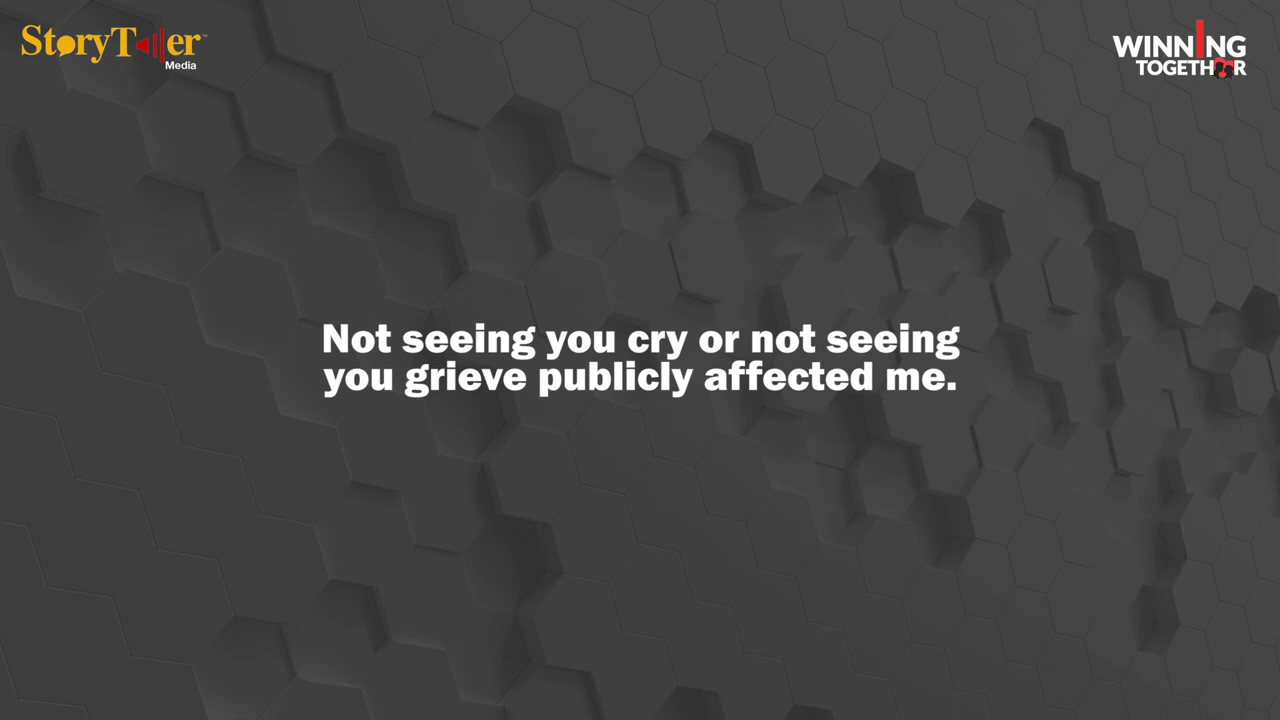 StoryTeller
Media
WINNING
TOGETHER
Not seeing you cry or not seeing
you grieve publicly affected me.